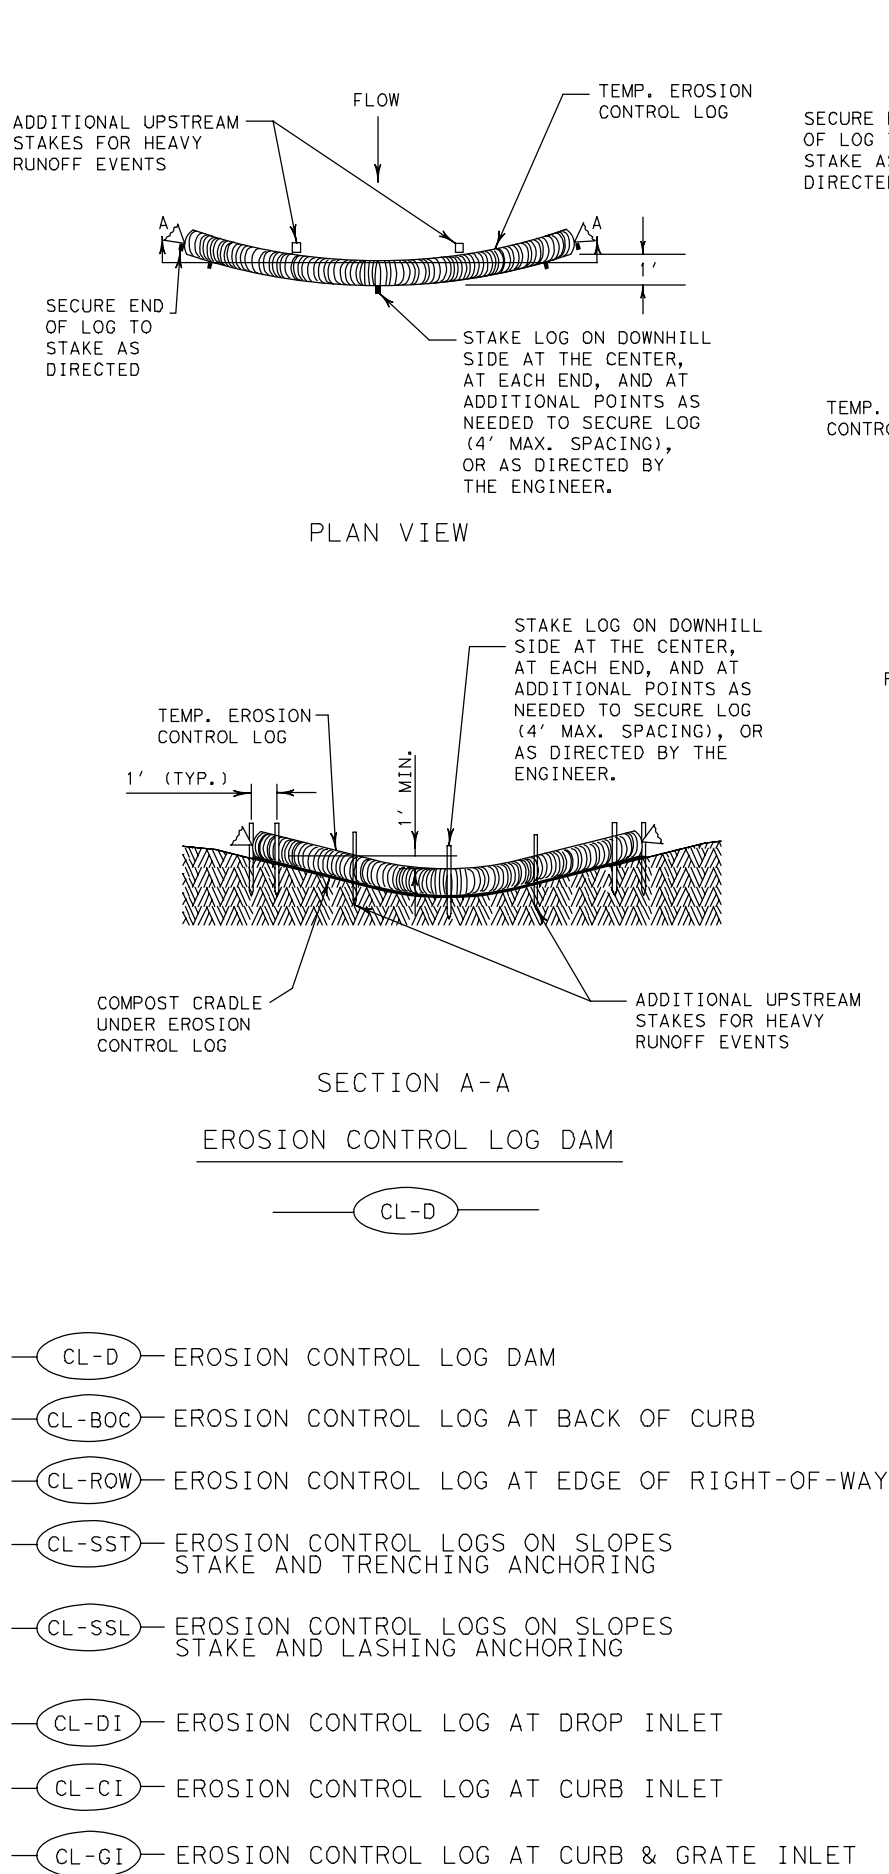 ADDITIONAL UPSTREAM
STAKES FOR HEAVY
RUNOFF EVENTS
FLOW
TEMP. EROSION
CONTROL LOG
SECURE
OF LOG
STAKE
DIRECTED
A
A
1'
SECURE END
OF LOG TO
STAKE AS
DIRECTED
STAKE LOG ON DOWNHILL
SIDE AT THE CENTER,
AT EACH END, AND AT
ADDITIONAL POINTS AS
NEEDED TO SECURE LOG
(4' MAX. SPACING),
OR AS DIRECTED BY
THE ENGINEER.
TEMP.
PLAN VIEW
STAKE LOG ON DOWNHILL
SIDE AT THE CENTER,
AT EACH END, AND AT
ADDITIONAL POINTS AS
NEEDED TO SECURE LOG
(4' MAX. SPACING), OR
AS DIRECTED BY THE
ENGINEER.
TEMP. EROSION
CONTROL LOG
1' (TYP.)
1' MIN.
COMPOST CRADLE
UNDER EROSION
CONTROL LOG
ADDITIONAL UPSTREAM
STAKES FOR HEAVY
RUNOFF EVENTS
SECTION A-A
EROSION CONTROL LOG DAM
CL-D
CL-D EROSION CONTROL LOG DAM
CL-BOC EROSION CONTROL LOG AT BACK OF CURB
CL-ROW EROSION CONTROL LOG AT EDGE OF RIGHT-OF-WAY
CL-SST EROSION CONTROL LOGS ON SLOPES
STAKE AND TRENCHING ANCHORING
CL-SSL EROSION CONTROL LOGS ON SLOPES
STAKE AND LASHING ANCHORING
CL-DI EROSION CONTROL LOG AT DROP INLET
CL-CI EROSION CONTROL LOG AT CURB INLET
CL-GI EROSION CONTROL LOG AT CURB & GRATE INLET